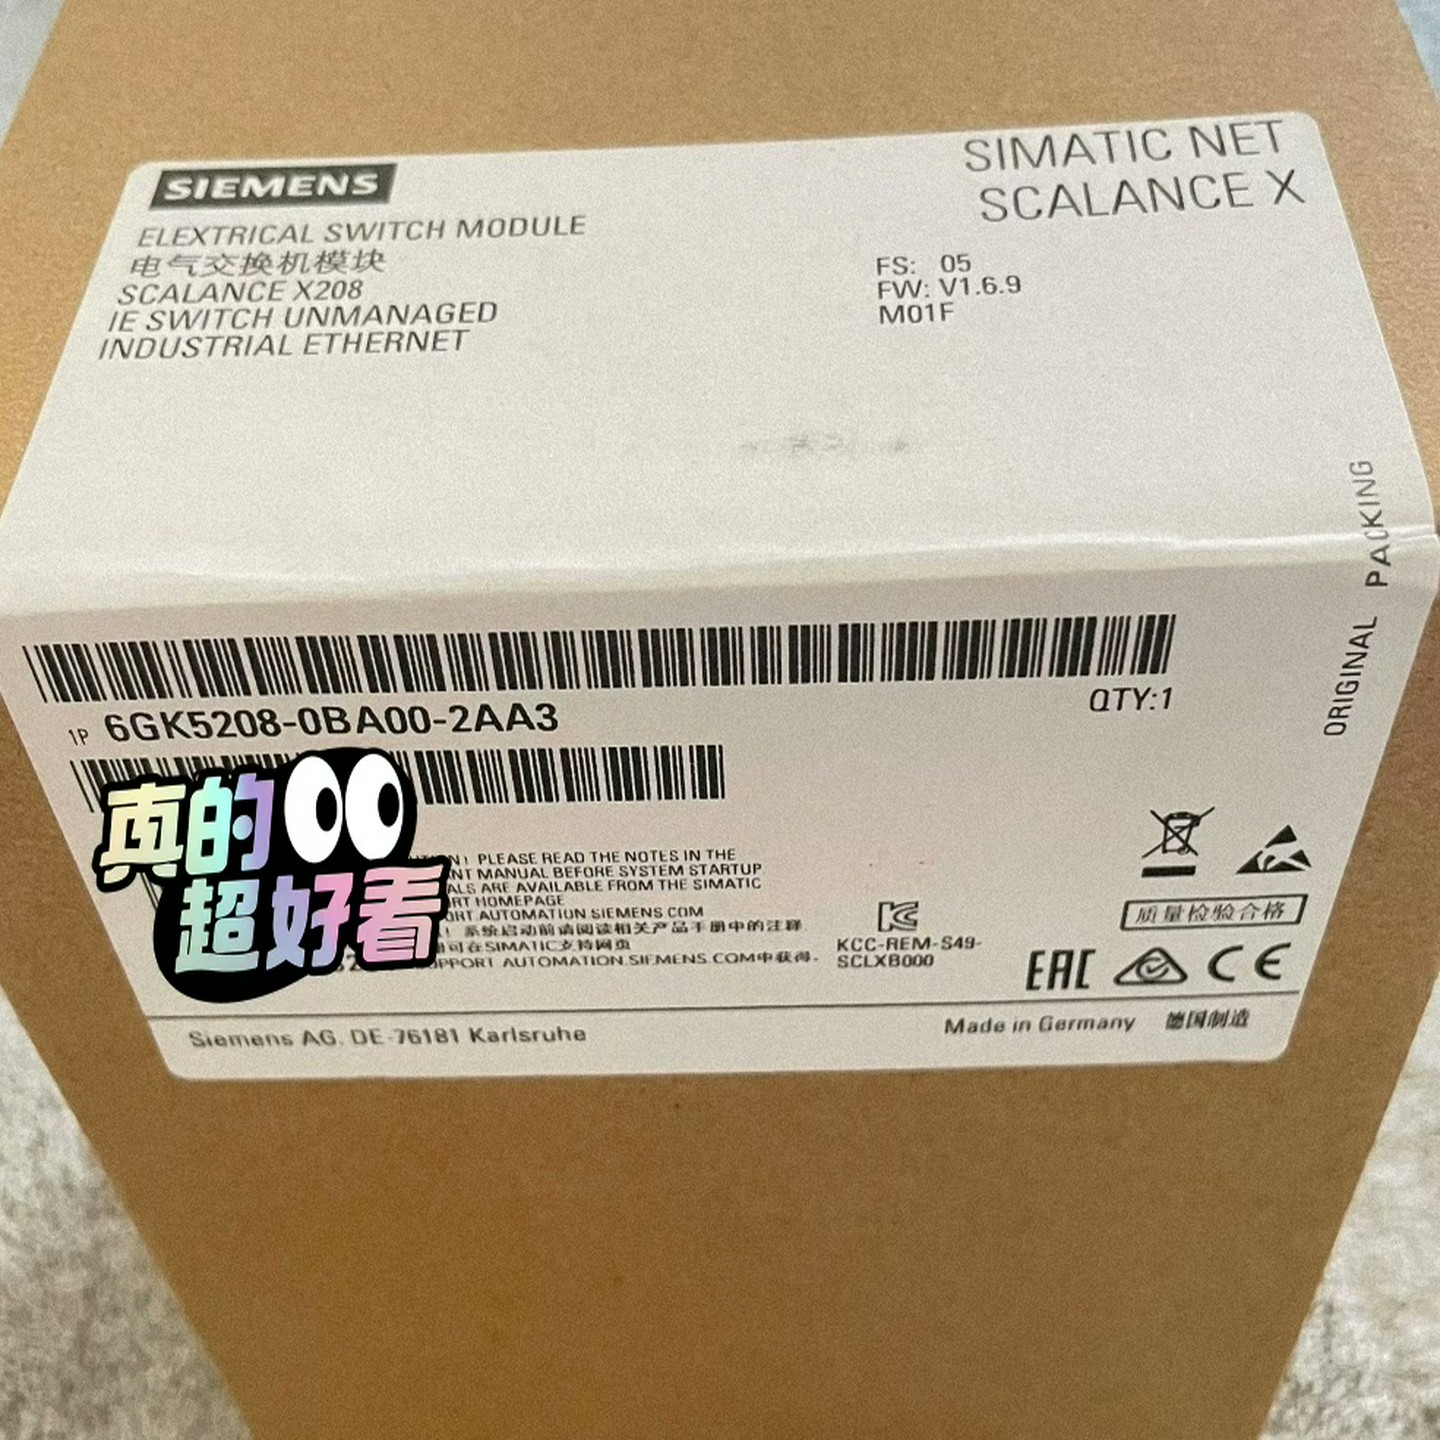 SIEMENS
SIMATIC NET
SCALANCE X
ELEXTRICAL SWITCH MODULE
电气交换机模块
SCALANCE X208
IE SWITCH UNMANAGED
INDUSTRIAL ETHERNET
FS: 05
FW: V1.6.9
M01F
ORIGINAL PACKING
1P 6GK5208-0BA00-2AA3
QTY:1
真的
超好看
PLEASE READ THE NOTES IN THE
MANUAL BEFORE SYSTEM STARTUP
ARE AVAILABLE FROM THE SIMATIC
HOMEPAGE
AUTOMATION.SIEMENS.COM
系统启动前请阅读相关产品手册中的注释
可在SIMATIC支持网页
AUTOMATION.SIEMENS.COM中获得.
KCC-REM-S49-
SCLXB000
质量检验合格
EAC
CE
Siemens AG, DE-76181 Karlsruhe
Made in Germany 德国制造